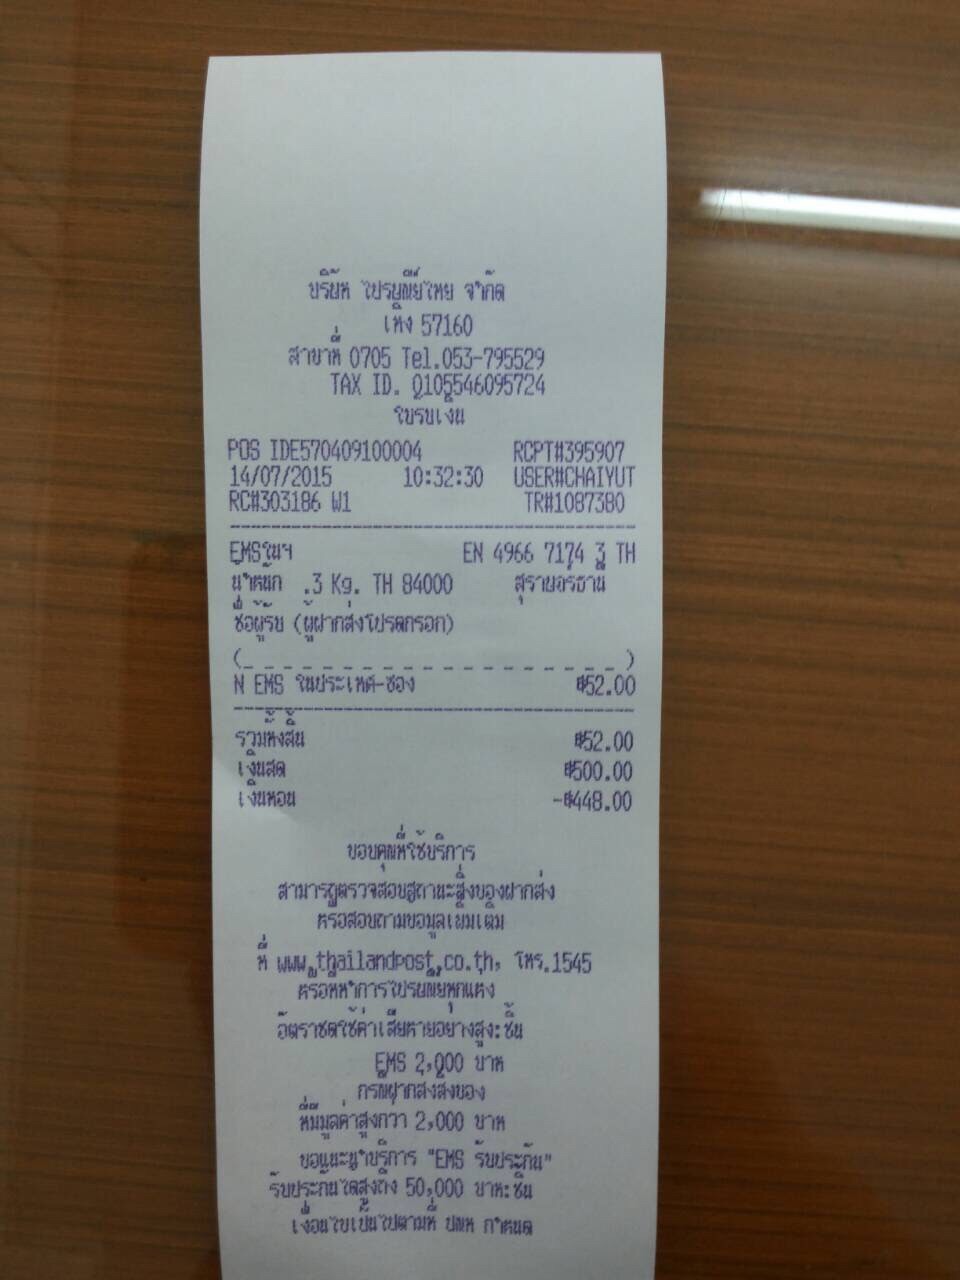 บริษัท ไปรษณีย์ไทย จำกัด
เทิง 57160
สาขาที่ 0705 Tel.053-795529
TAX ID. 0105546095724
ใบรับเงิน
POS IDE570409100004 RCPT#395907
14/07/2015 10:32:30 USER#CHAIYUT
RC#303186 W1 TR#1087380
EMSในฯ EN 4966 7174 3 TH
น้ำหนัก .3 Kg. TH 84000 สุราษฎร์ธานี
ชื่อผู้รับ (ผู้ฝากส่งโปรดกรอก)
(_ _ _ _ _ _ _ _ _ _ _ _ _ _ _ _ _ _ _)
N EMS ในประเทศ-ซอง ฿52.00
รวมทั้งสิ้น ฿52.00
เงินสด ฿500.00
เงินทอน -฿448.00
ขอบคุณที่ใช้บริการ
สามารถตรวจสอบสถานะสิ่งของฝากส่ง
หรือสอบถามข้อมูลเพิ่มเติม
ที่ www.thailandpost.co.th, โทร.1545
หรือที่ทำการไปรษณีย์ทุกแห่ง
อัตราชดใช้ค่าเสียหายอย่างสูง:ชิ้น
EMS 2,000 บาท
กรณีฝากส่งสิ่งของ
ที่มีมูลค่าสูงกว่า 2,000 บาท
ขอแนะนำบริการ "EMS รับประกัน"
รับประกันได้สูงถึง 50,000 บาท:ชิ้น
เงื่อนไขเป็นไปตามที่ ปณท กำหนด